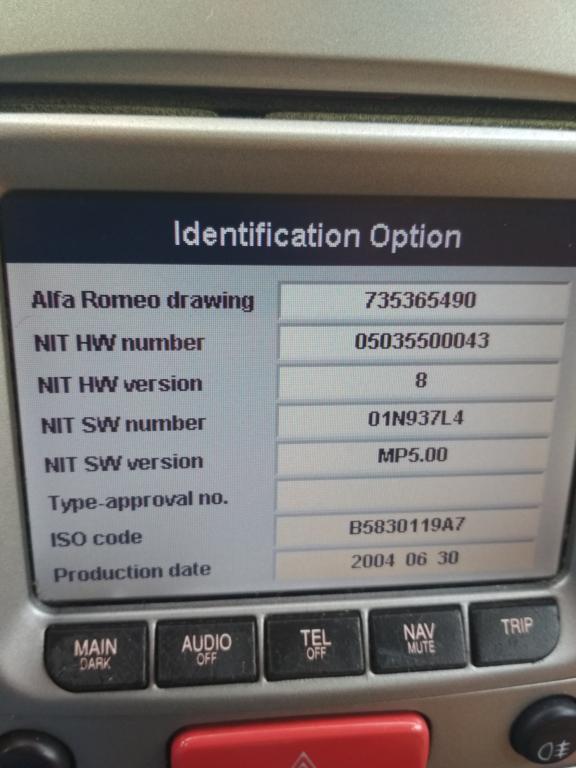 Identification Option
Alfa Romeo drawing 735365490
NIT HW number 05035500043
NIT HW version 8
NIT SW number 01N937L4
NIT SW version MP5.00
Type-approval no.
ISO code B5830119A7
Production date 2004 06 30
MAIN AUDIO TEL NAV TRIP
DARK OFF OFF MUTE